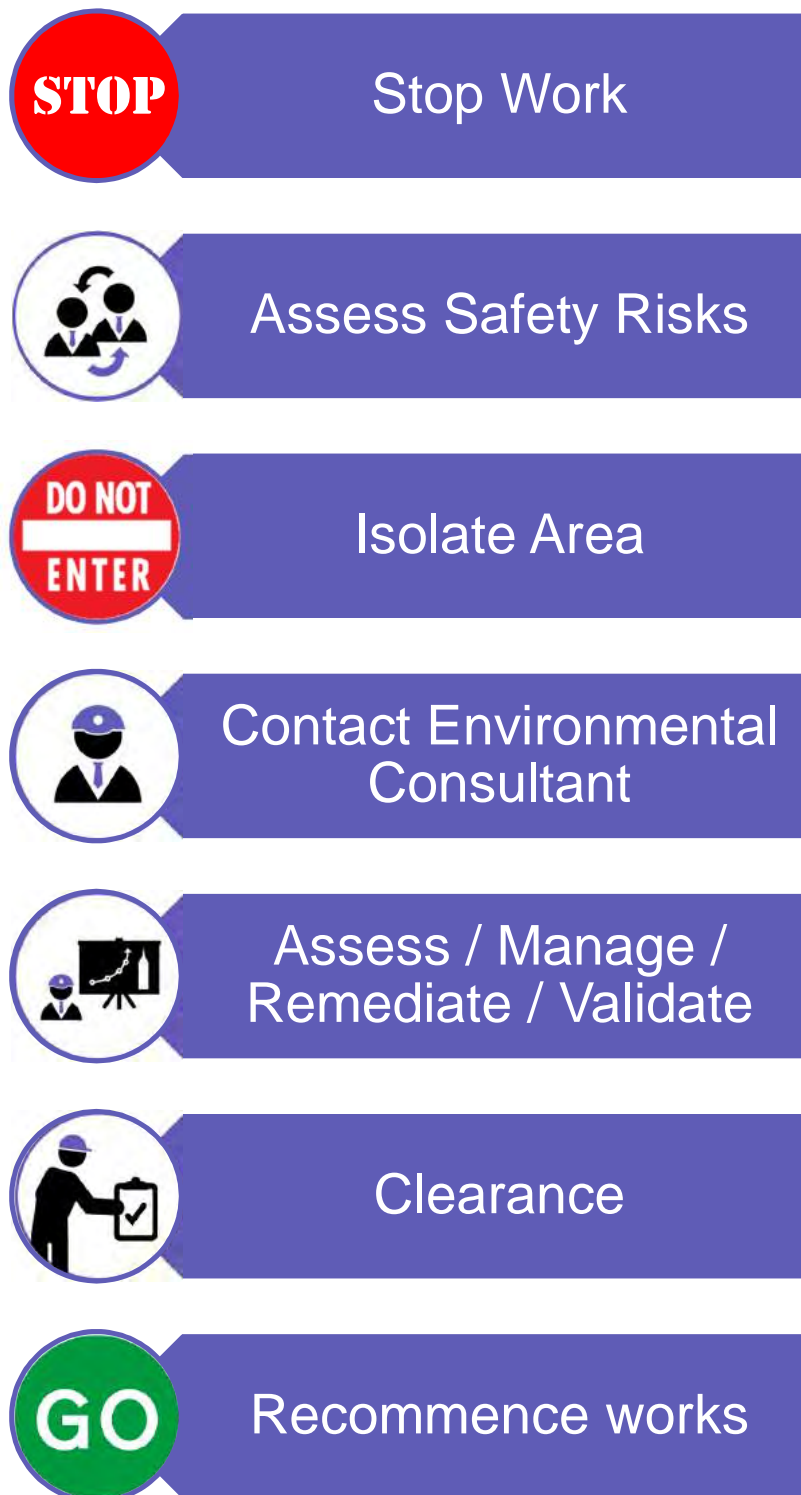 STOP
Stop Work
Assess Safety Risks
DO NOT
ENTER
Isolate Area
Contact Environmental
Consultant
Assess / Manage /
Remediate / Validate
Clearance
GO
Recommence works